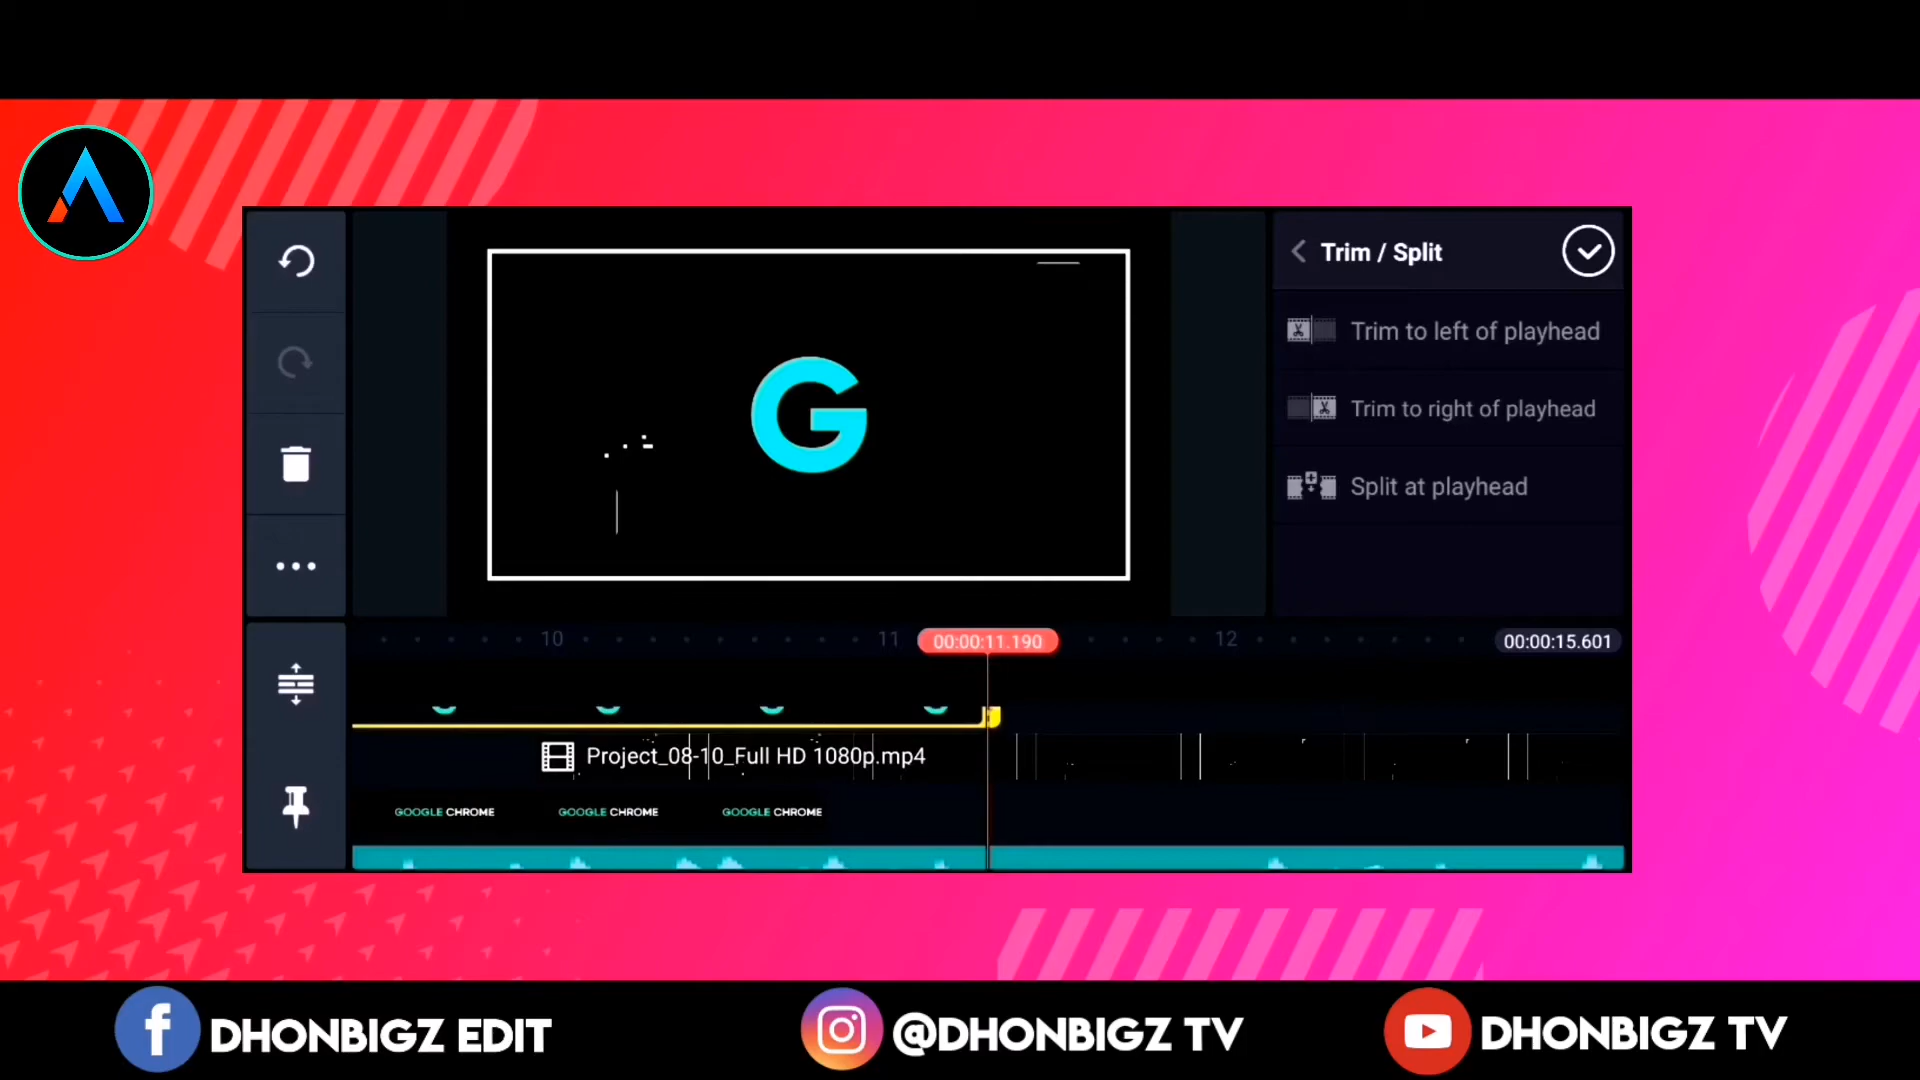 Trim / Split
Trim to left of playhead
Trim to right of playhead
Split at playhead
G
10 11 00:00:11.190 12 00:00:15.601
Project_08-10_Full HD 1080p.mp4
GOOGLE CHROME GOOGLE CHROME GOOGLE CHROME
f DHONBIGZ EDIT @DHONBIGZ TV DHONBIGZ TV